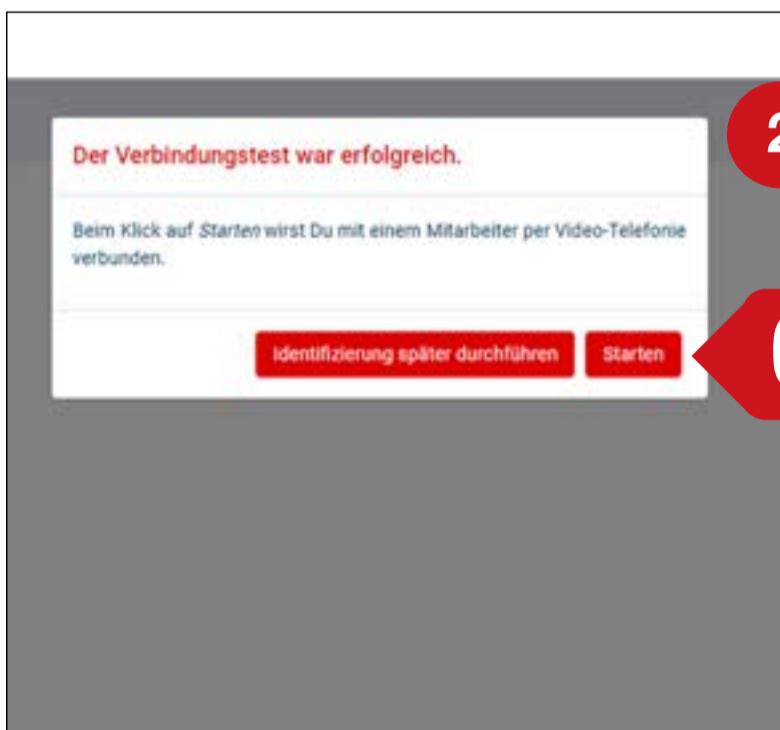 Der Verbindungstest war erfolgreich.
2
Beim Klick auf Starten wirst Du mit einem Mitarbeiter per Video-Telefonie
verbunden.
Identifizierung später durchführen
Starten